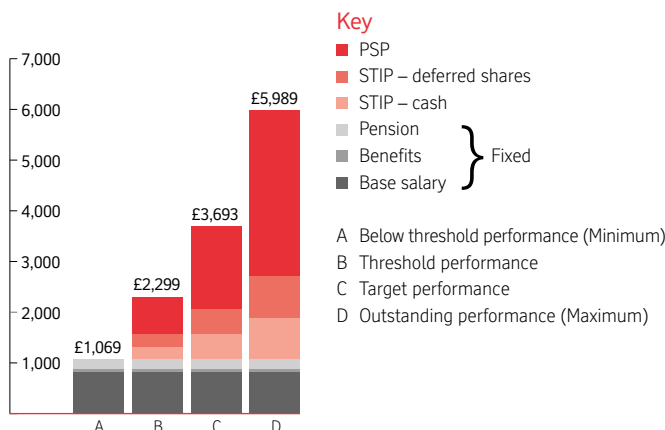 Key
PSP
STIP – deferred shares
STIP – cash
Pension
Benefits
Base salary
Fixed
A Below threshold performance (Minimum)
B Threshold performance
C Target performance
D Outstanding performance (Maximum)
7,000
6,000
5,000
4,000
3,000
2,000
1,000
£1,069
£2,299
£3,693
£5,989
A B C D